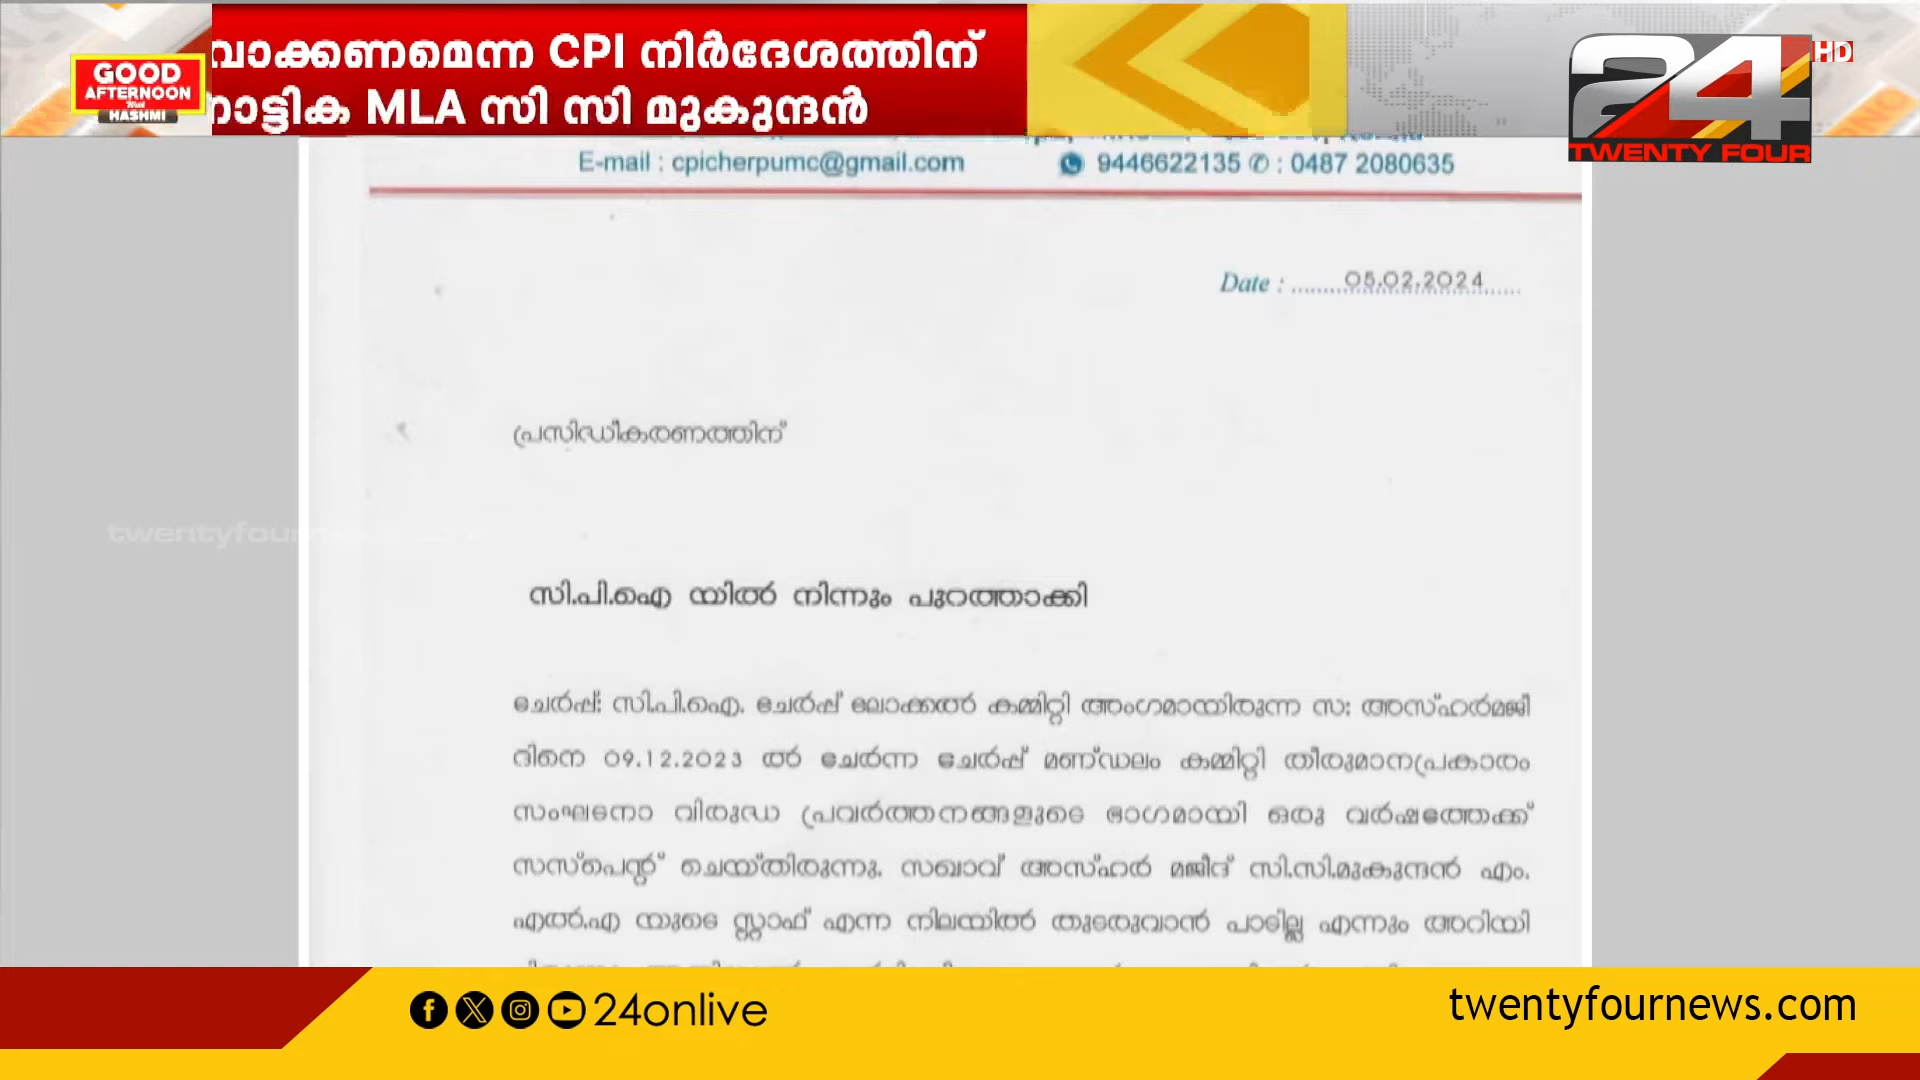 വാക്കണമെന്ന CPI നിർദേശത്തിന്
നാട്ടിക MLA സി സി മുകുന്ദൻ
GOOD
AFTERNOON
With
HASHMI
24
HD
TWENTY FOUR
E-mail : cpicherpumc@gmail.com 9446622135 : 0487 2080635
Date : ........05.02.2024......
പ്രസിദ്ധീകരണത്തിന്
twentyfour
സി.പി.ഐ യിൽ നിന്നും പുറത്താക്കി
ചേർപ്പ്: സി.പി.ഐ. ചേർപ്പ് ലോക്കൽ കമ്മിറ്റി അംഗമായിരുന്ന സ: അസ്ഹർമജീ
ദിനെ 09.12.2023 ൽ ചേർന്ന ചേർപ്പ് മണ്ഡലം കമ്മിറ്റി തീരുമാനപ്രകാരം
സംഘടനാ വിരുദ്ധ പ്രവർത്തനങ്ങളുടെ ഭാഗമായി ഒരു വർഷത്തേക്ക്
സസ്പെന്റ് ചെയ്തിരുന്നു. സഖാവ് അസ്ഹർ മജീദ് സി.സി.മുകുന്ദൻ എം.
എൽ.എ യുടെ സ്റ്റാഫ് എന്ന നിലയിൽ തുടരുവാൻ പാടില്ല എന്നും അറിയി
24onlive
twentyfournews.com